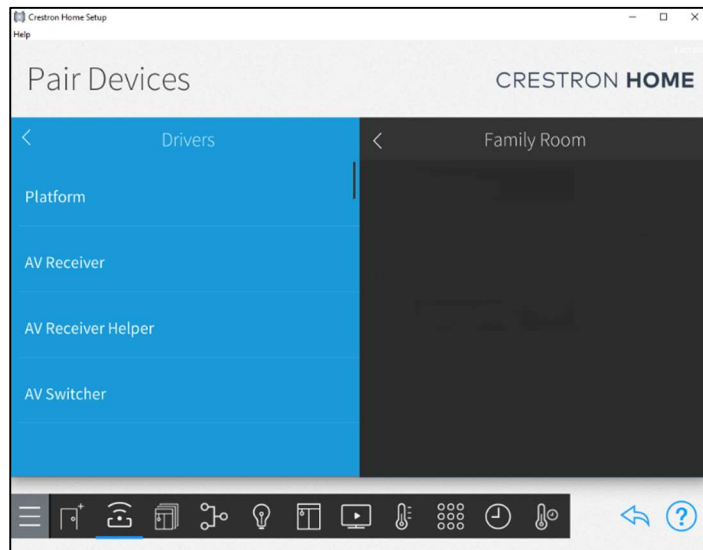 Crestron Home Setup
Help
Pair Devices
CRESTRON HOME
Drivers
Family Room
Platform
AV Receiver
AV Receiver Helper
AV Switcher
?